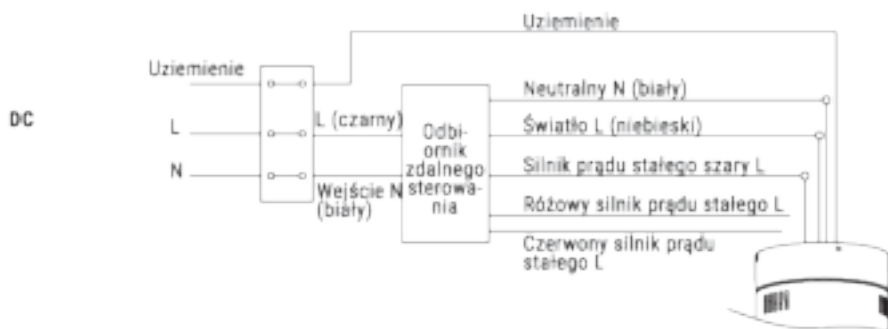 Uziemienie
Uziemienie
DC
L
N
L (czarny)
Wejście N
(biały)
Odbi-
ornik
zdalnego
sterowa-
nia
Neutralny N (biały)
Światło L (niebieski)
Silnik prądu stałego szary L
Różowy silnik prądu stałego L
Czerwony silnik prądu
stałego L